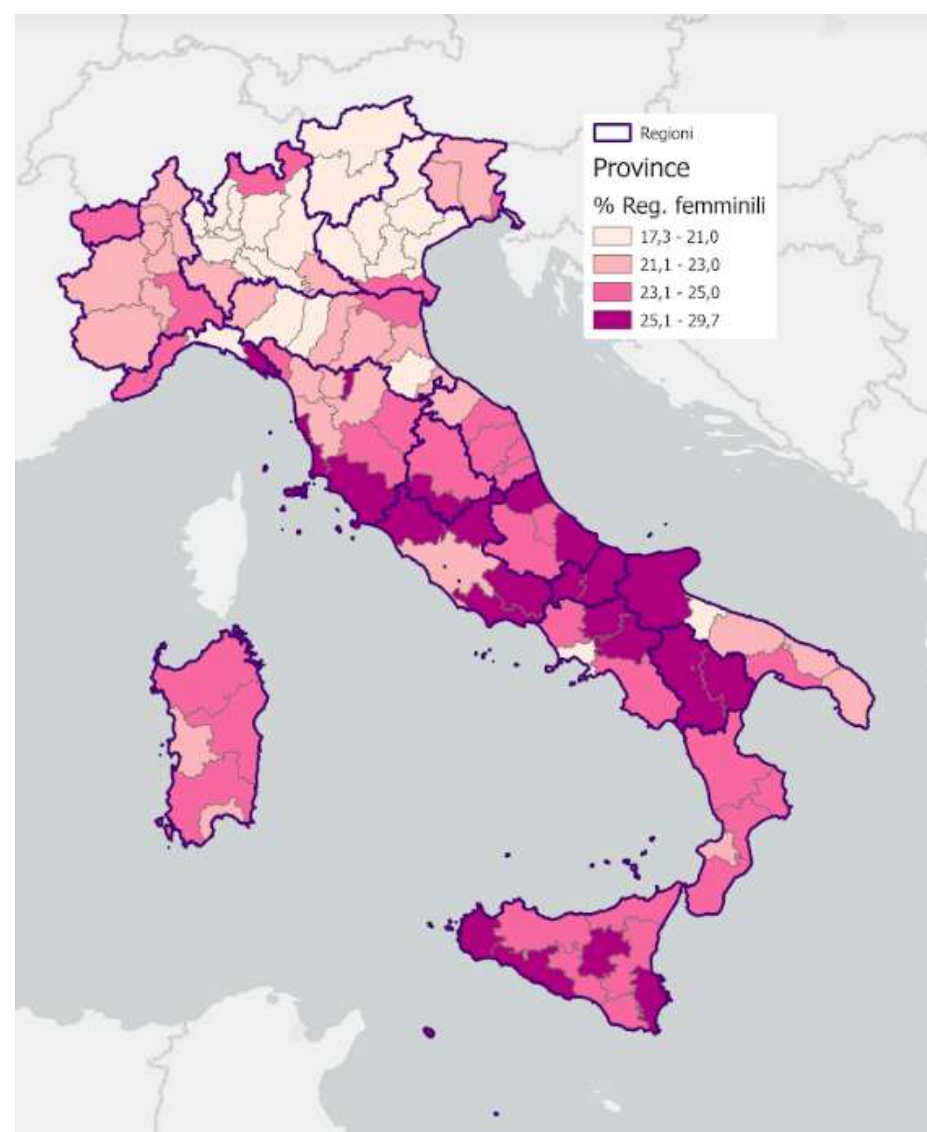 Regioni
Province
% Reg. femminili
17,3 - 21,0
21,1 - 23,0
23,1 - 25,0
25,1 - 29,7